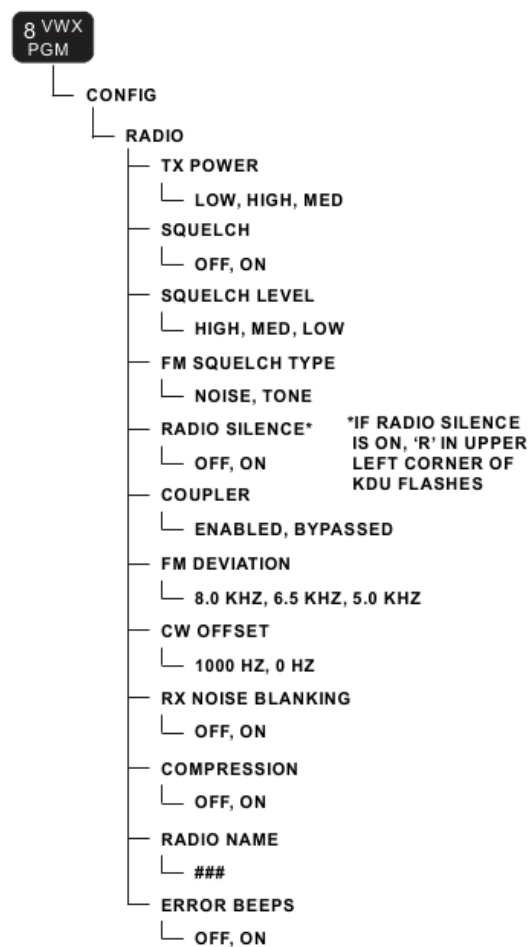 8 VWX
PGM
CONFIG
RADIO
TX POWER
LOW, HIGH, MED
SQUELCH
OFF, ON
SQUELCH LEVEL
HIGH, MED, LOW
FM SQUELCH TYPE
NOISE, TONE
RADIO SILENCE*
OFF, ON
*IF RADIO SILENCE
IS ON, ‘R’ IN UPPER
LEFT CORNER OF
KDU FLASHES
COUPLER
ENABLED, BYPASSED
FM DEVIATION
8.0 KHZ, 6.5 KHZ, 5.0 KHZ
CW OFFSET
1000 HZ, 0 HZ
RX NOISE BLANKING
OFF, ON
COMPRESSION
OFF, ON
RADIO NAME
###
ERROR BEEPS
OFF, ON